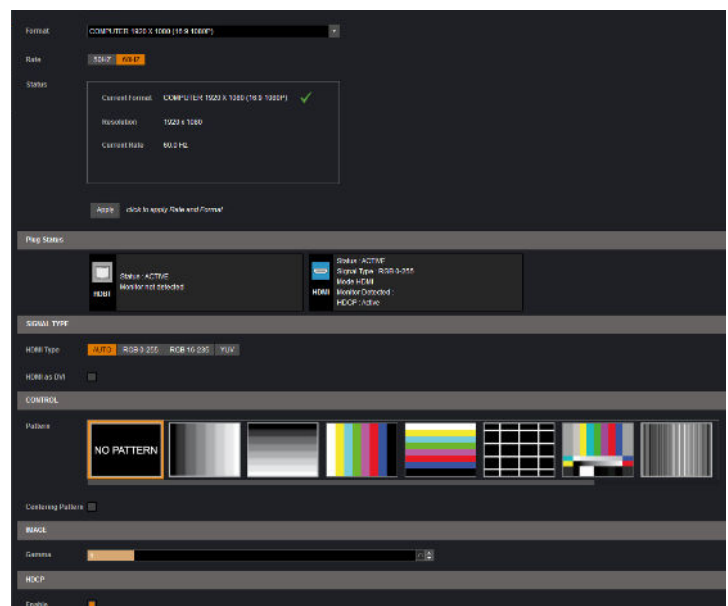 Format COMPUTER 1920 X 1080 (16:9 1080P)
Rate 50HZ 60HZ
Status
Current Format COMPUTER 1920 X 1080 (16:9 1080P)
Resolution 1920 x 1080
Current Rate 60.0 Hz
Apply click to apply Rate and Format
Plug Status
HDBT
Status : ACTIVE
Monitor not detected
HDMI
Status : ACTIVE
Signal Type : RGB 0-255
Mode HDMI
Monitor Detected :
HDCP : Active
SIGNAL TYPE
HDMI Type AUTO RGB 0-255 RGB 16-235 YUV
HDMI as DVI
CONTROL
Pattern
NO PATTERN
Centering Pattern
IMAGE
Gamma
HDCP
Enable